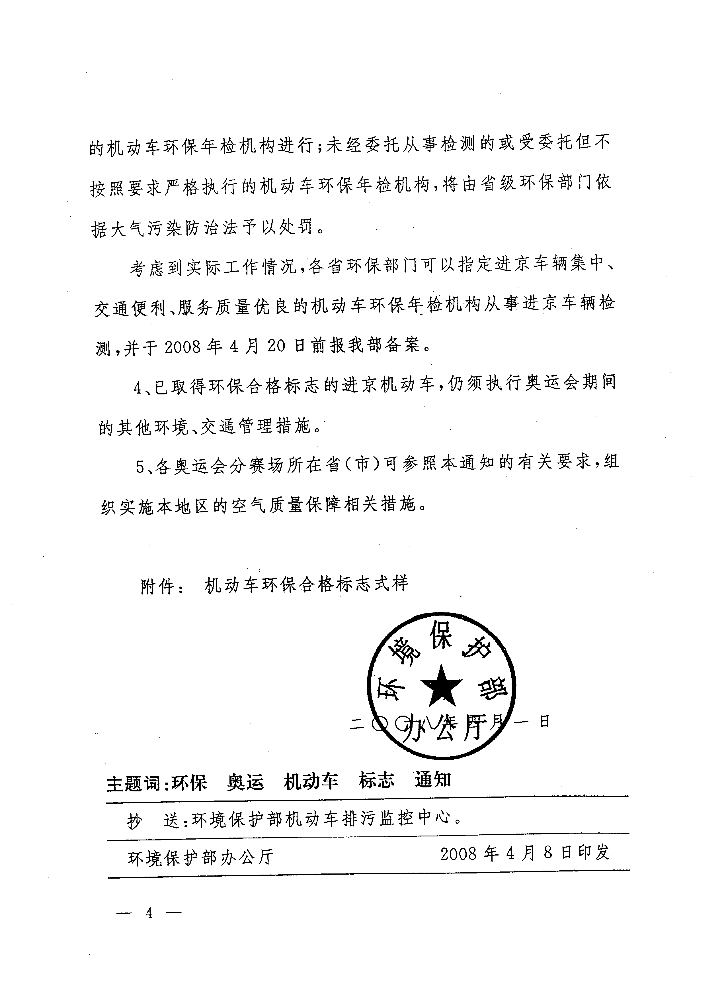 的机动车环保年检机构进行;未经委托从事检测的或受委托但不
按照要求严格执行的机动车环保年检机构,将由省级环保部门依
据大气污染防治法予以处罚。
考虑到实际工作情况,各省环保部门可以指定进京车辆集中、
交通便利、服务质量优良的机动车环保年检机构从事进京车辆检
测,并于 2008 年 4 月 20 日前报我部备案。
4、已取得环保合格标志的进京机动车,仍须执行奥运会期间
的其他环境、交通管理措施。
5、各奥运会分赛场所在省(市)可参照本通知的有关要求,组
织实施本地区的空气质量保障相关措施。
附件: 机动车环保合格标志式样
环境保护部
办公厅
二〇〇八年四月一日
主题词:环保 奥运 机动车 标志 通知
抄 送:环境保护部机动车排污监控中心。
环境保护部办公厅 2008 年 4 月 8 日印发
— 4 —